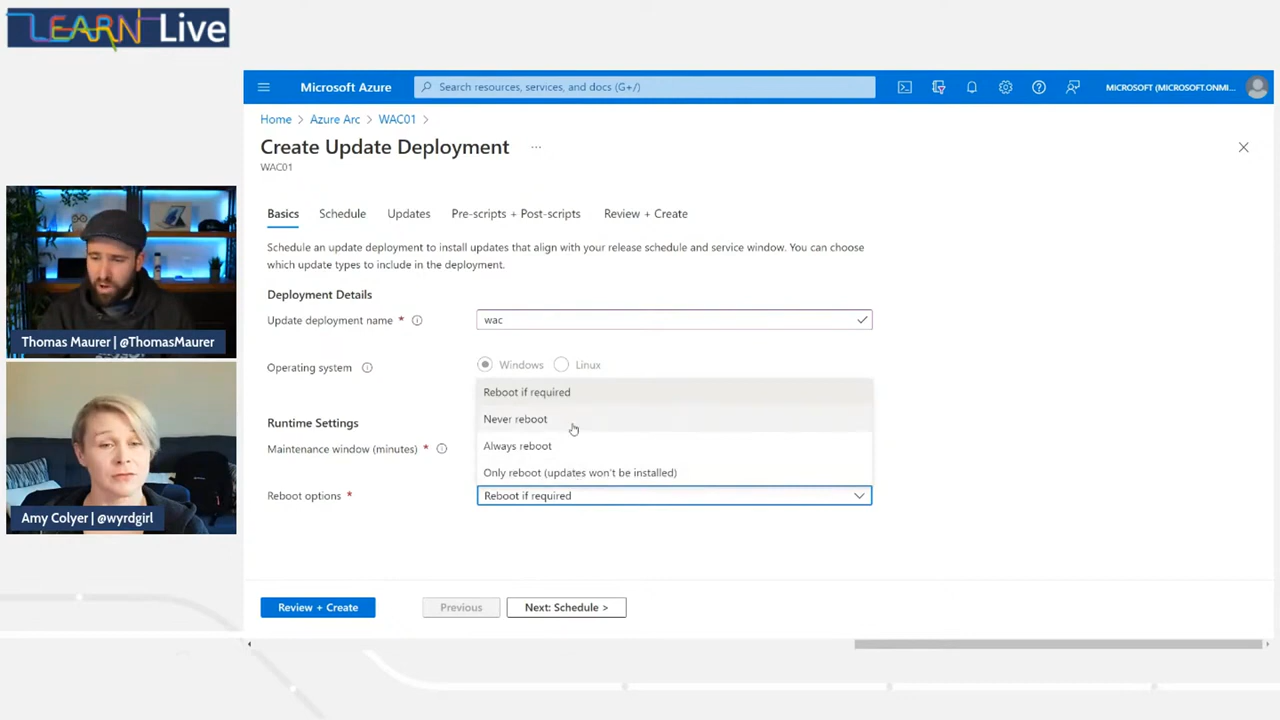 LEARN Live
Microsoft Azure
Search resources, services, and docs (G+/)
MICROSOFT (MICROSOFT.ONMI...
Home > Azure Arc > WAC01 >
Create Update Deployment ...
WAC01
Basics Schedule Updates Pre-scripts + Post-scripts Review + Create
Schedule an update deployment to install updates that align with your release schedule and service window. You can choose
which update types to include in the deployment.
Deployment Details
Update deployment name * wac
Operating system Windows Linux
Reboot if required
Never reboot
Runtime Settings
Maintenance window (minutes) *
Always reboot
Only reboot (updates won't be installed)
Reboot options * Reboot if required
Review + Create Previous Next: Schedule >
Thomas Maurer | @ThomasMaurer
Amy Colyer | @wyrdgirl